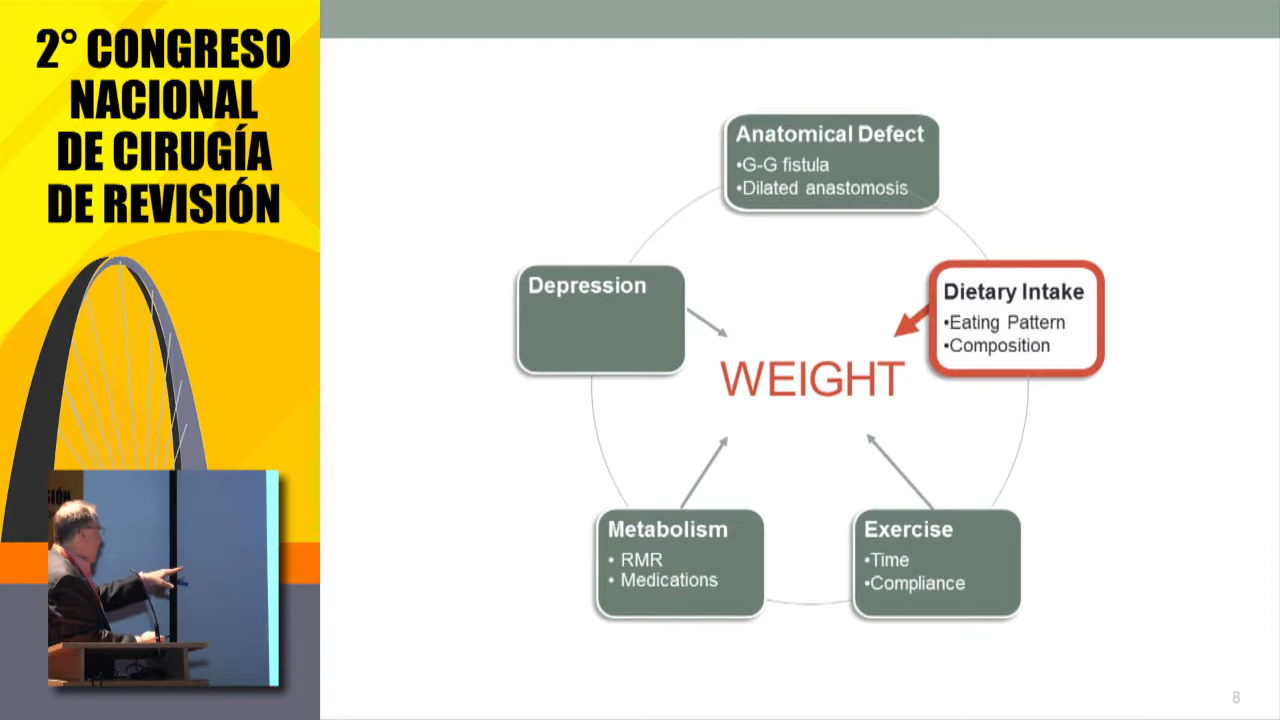 2° CONGRESO
NACIONAL
DE CIRUGÍA
DE REVISIÓN
Anatomical Defect
•G-G fistula
•Dilated anastomosis
Depression
Dietary Intake
•Eating Pattern
•Composition
WEIGHT
Metabolism
• RMR
• Medications
Exercise
•Time
•Compliance
8